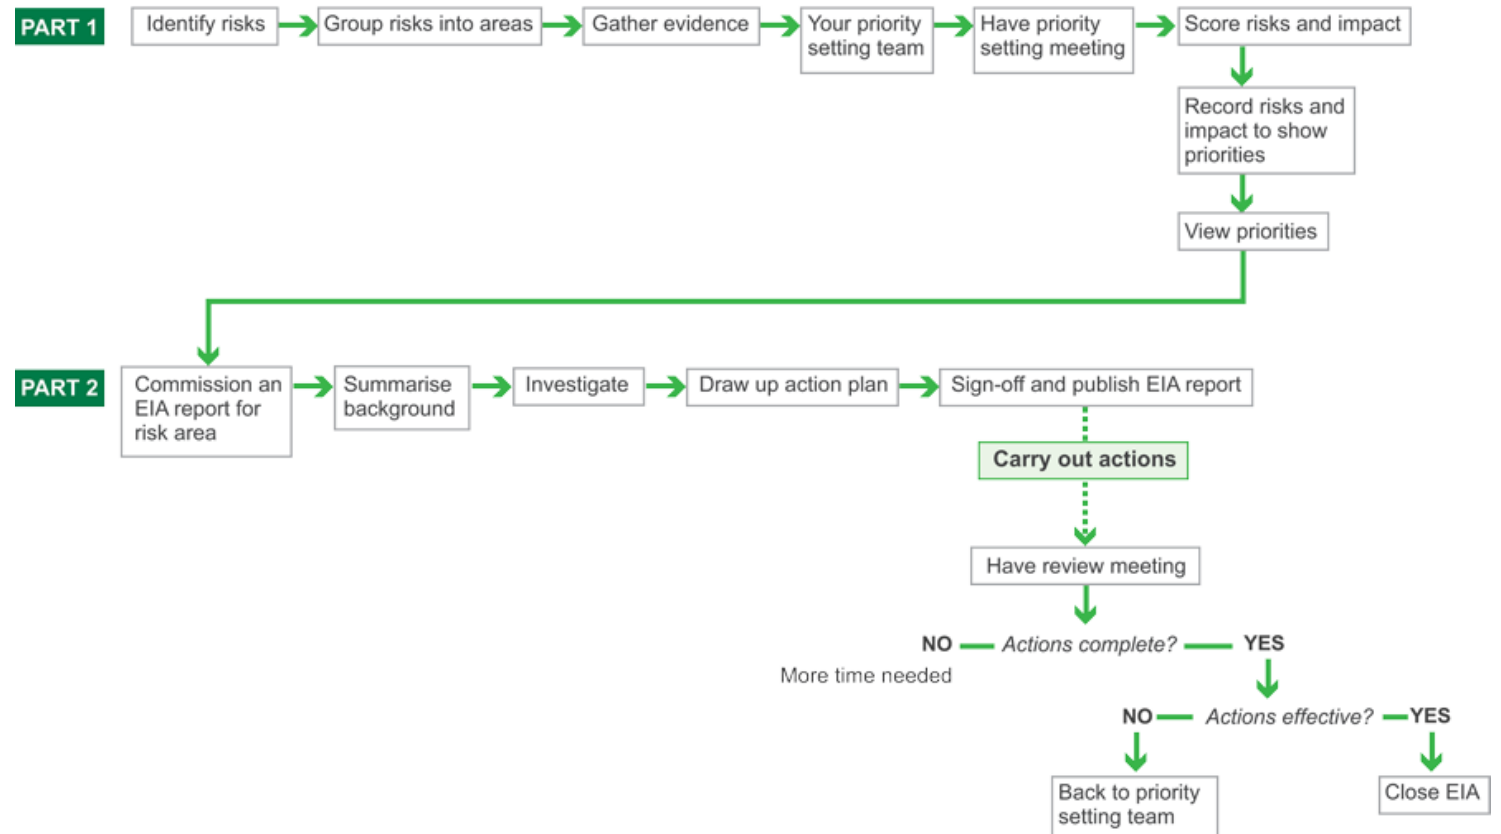 PART 1
Identify risks
Group risks into areas
Gather evidence
Your priority
setting team
Have priority
setting meeting
Score risks and impact
Record risks and
impact to show
priorities
View priorities
PART 2
Commission an
EIA report for
risk area
Summarise
background
Investigate
Draw up action plan
Sign-off and publish EIA report
Carry out actions
Have review meeting
NO
Actions complete?
YES
More time needed
NO
Actions effective?
YES
Back to priority
setting team
Close EIA